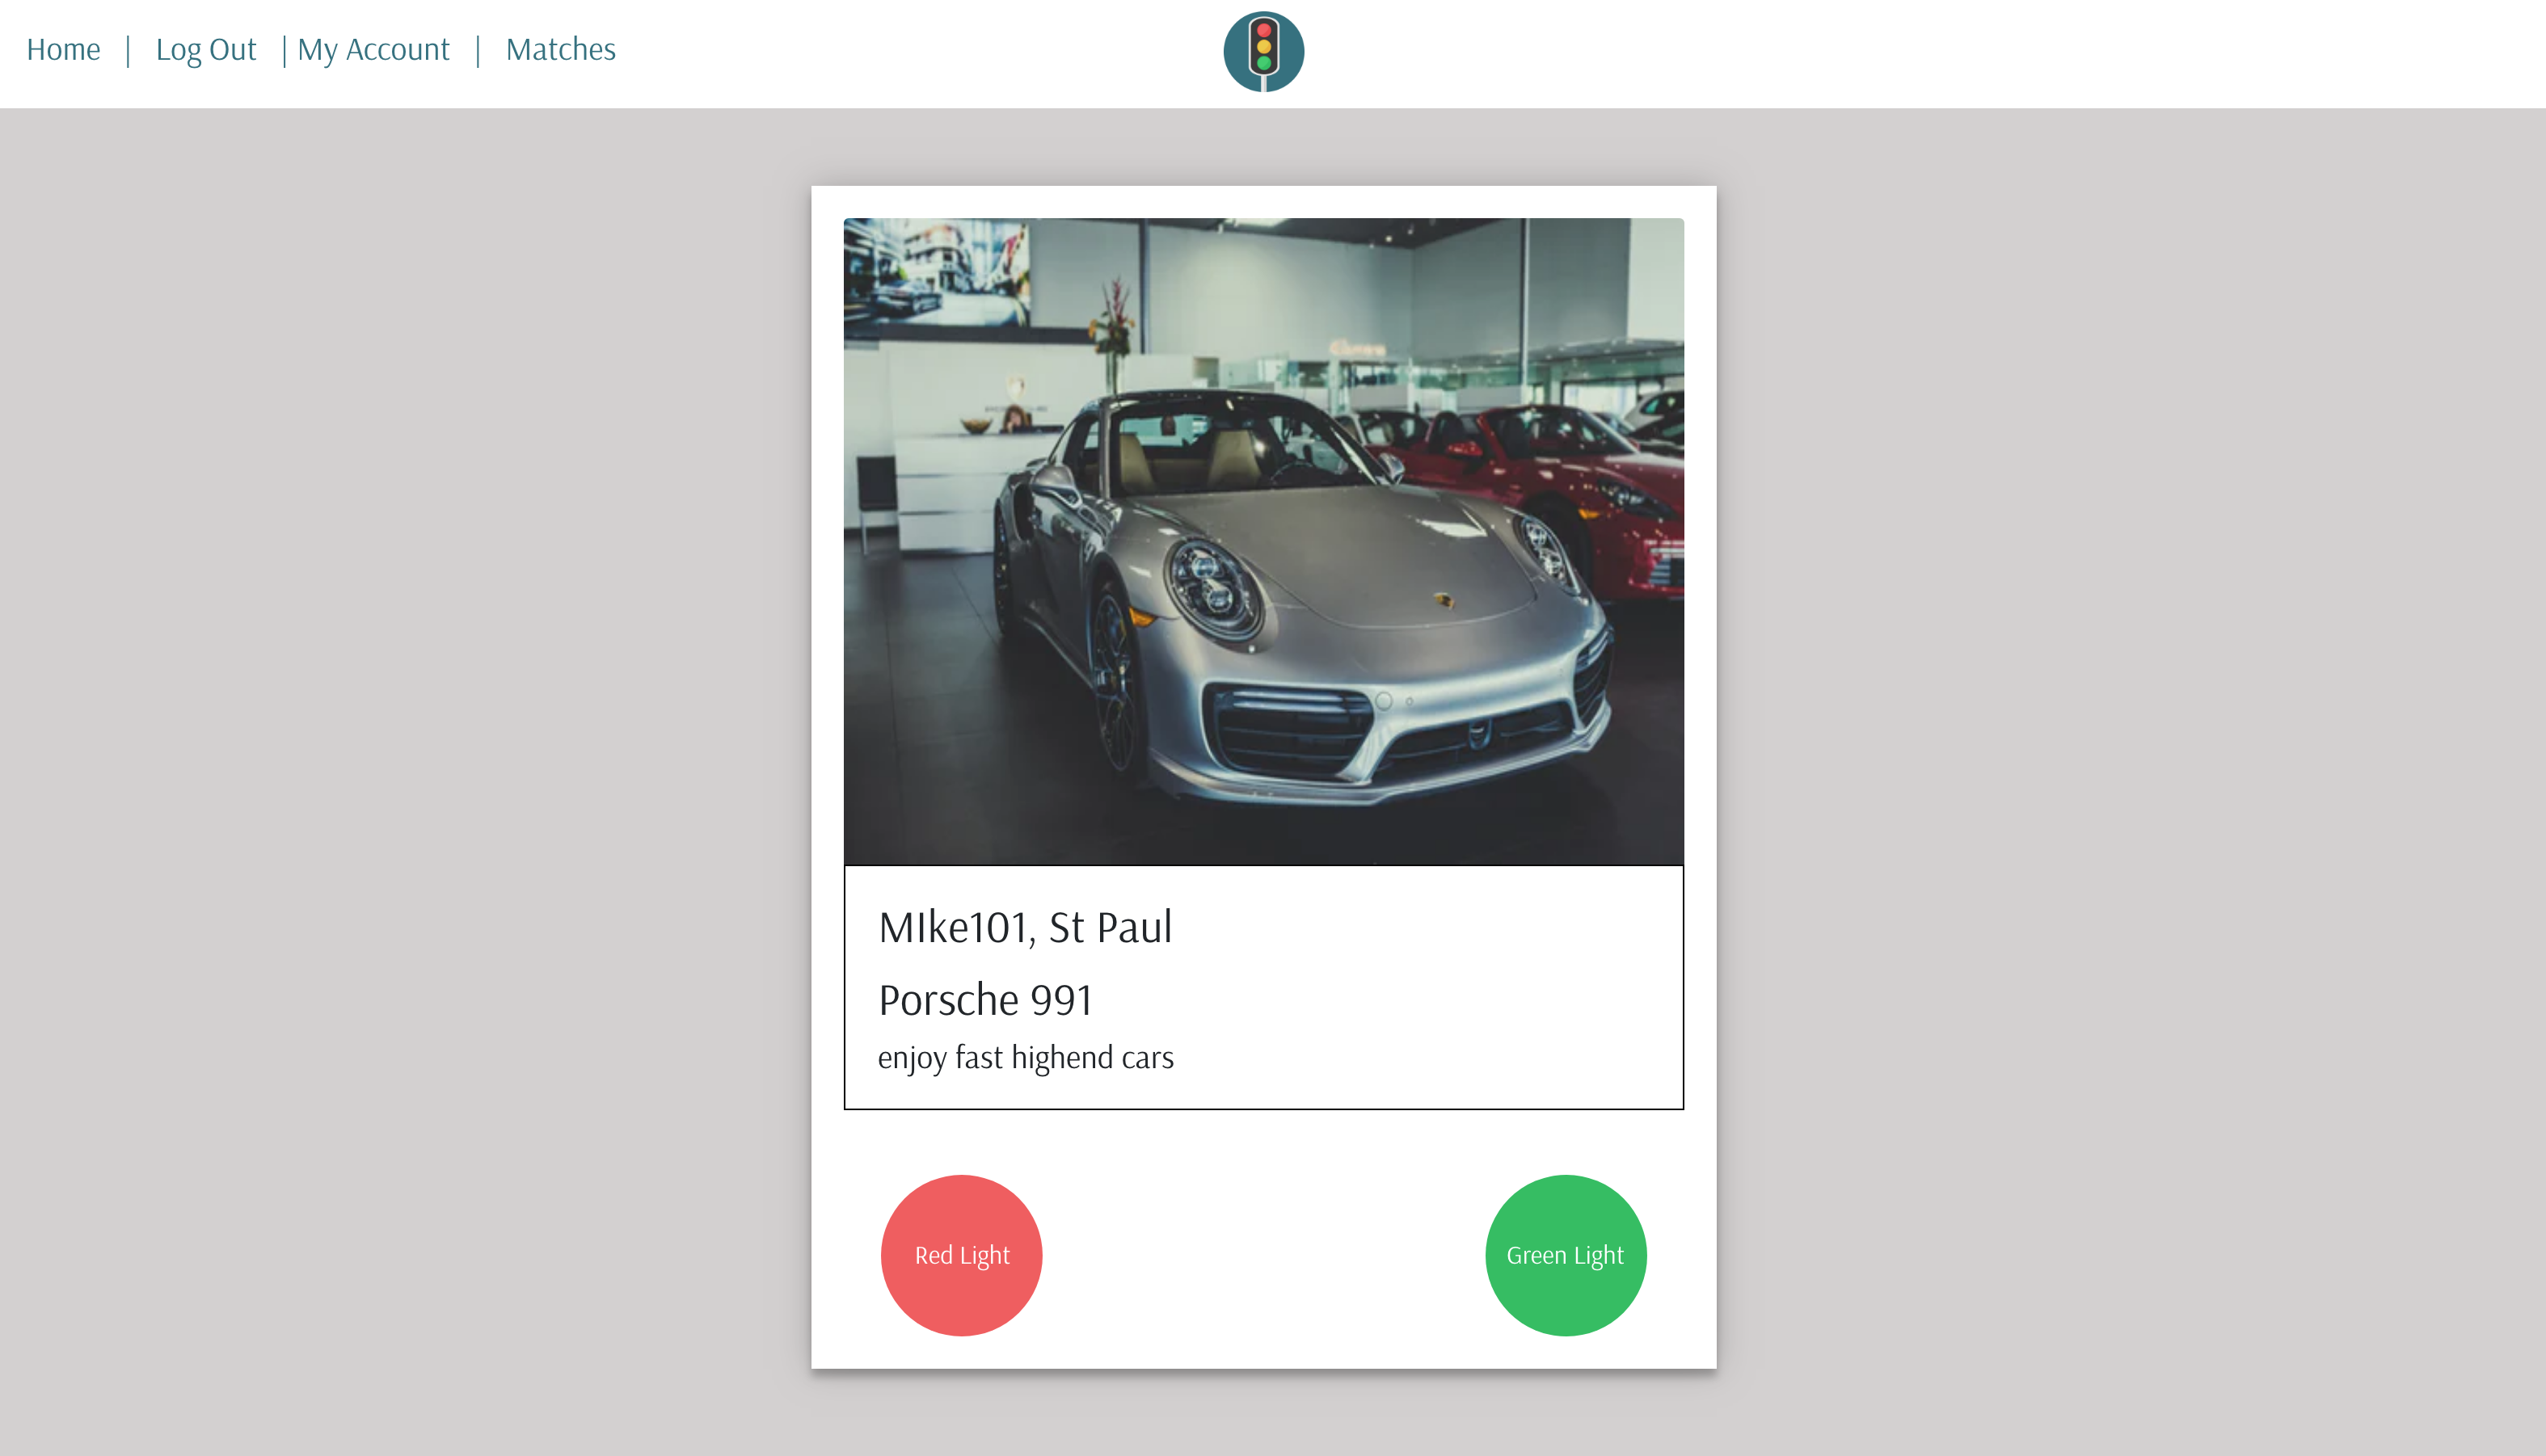 Home | Log Out | My Account | Matches
MIke101, St Paul
Porsche 991
enjoy fast highend cars
Red Light
Green Light